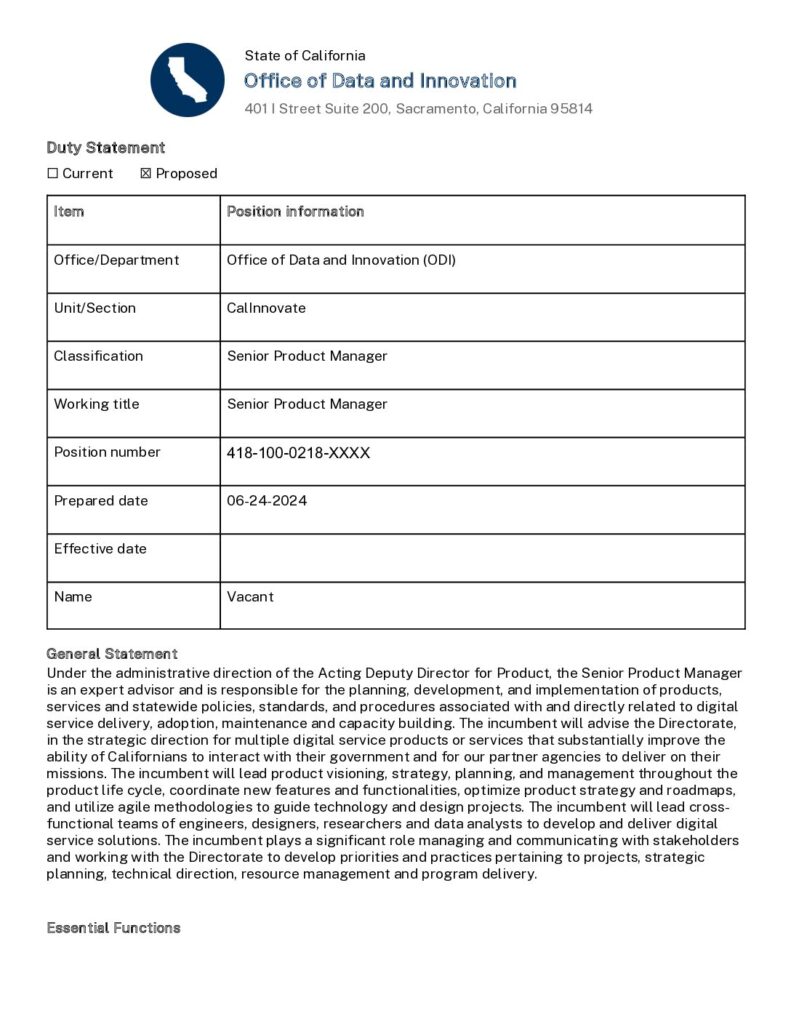 State of California
Office of Data and Innovation
401 I Street Suite 200, Sacramento, California 95814
Duty Statement
☐ Current ☒ Proposed
Item Position information
Office/Department Office of Data and Innovation (ODI)
Unit/Section CalInnovate
Classification Senior Product Manager
Working title Senior Product Manager
Position number 418-100-0218-XXXX
Prepared date 06-24-2024
Effective date
Name Vacant
General Statement
Under the administrative direction of the Acting Deputy Director for Product, the Senior Product Manager
is an expert advisor and is responsible for the planning, development, and implementation of products,
services and statewide policies, standards, and procedures associated with and directly related to digital
service delivery, adoption, maintenance and capacity building. The incumbent will advise the Directorate,
in the strategic direction for multiple digital service products or services that substantially improve the
ability of Californians to interact with their government and for our partner agencies to deliver on their
missions. The incumbent will lead product visioning, strategy, planning, and management throughout the
product life cycle, coordinate new features and functionalities, optimize product strategy and roadmaps,
and utilize agile methodologies to guide technology and design projects. The incumbent will lead cross-
functional teams of engineers, designers, researchers and data analysts to develop and deliver digital
service solutions. The incumbent plays a significant role managing and communicating with stakeholders
and working with the Directorate to develop priorities and practices pertaining to projects, strategic
planning, technical direction, resource management and program delivery.
Essential Functions